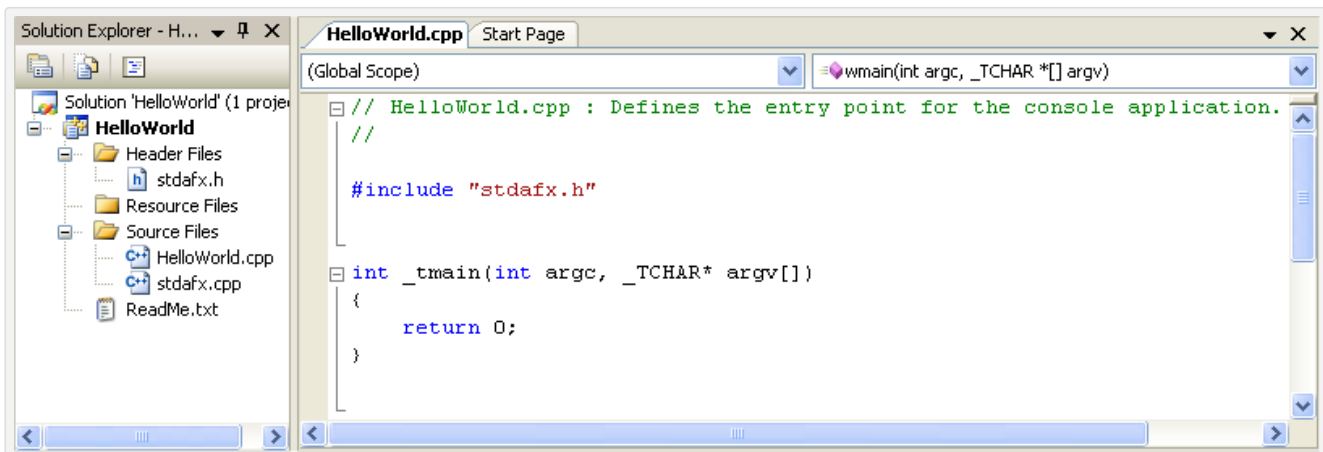 Solution Explorer - H...
Solution 'HelloWorld' (1 proje
HelloWorld
Header Files
stdafx.h
Resource Files
Source Files
HelloWorld.cpp
stdafx.cpp
ReadMe.txt
HelloWorld.cpp Start Page
(Global Scope) wmain(int argc, _TCHAR *[] argv)
// HelloWorld.cpp : Defines the entry point for the console application.
//
#include "stdafx.h"
int _tmain(int argc, _TCHAR* argv[])
{
return 0;
}